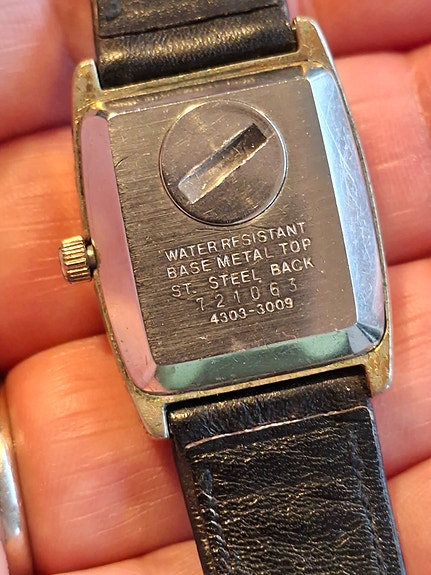 WATER RESISTANT
BASE METAL TOP
ST. STEEL BACK
721063
4303-3009